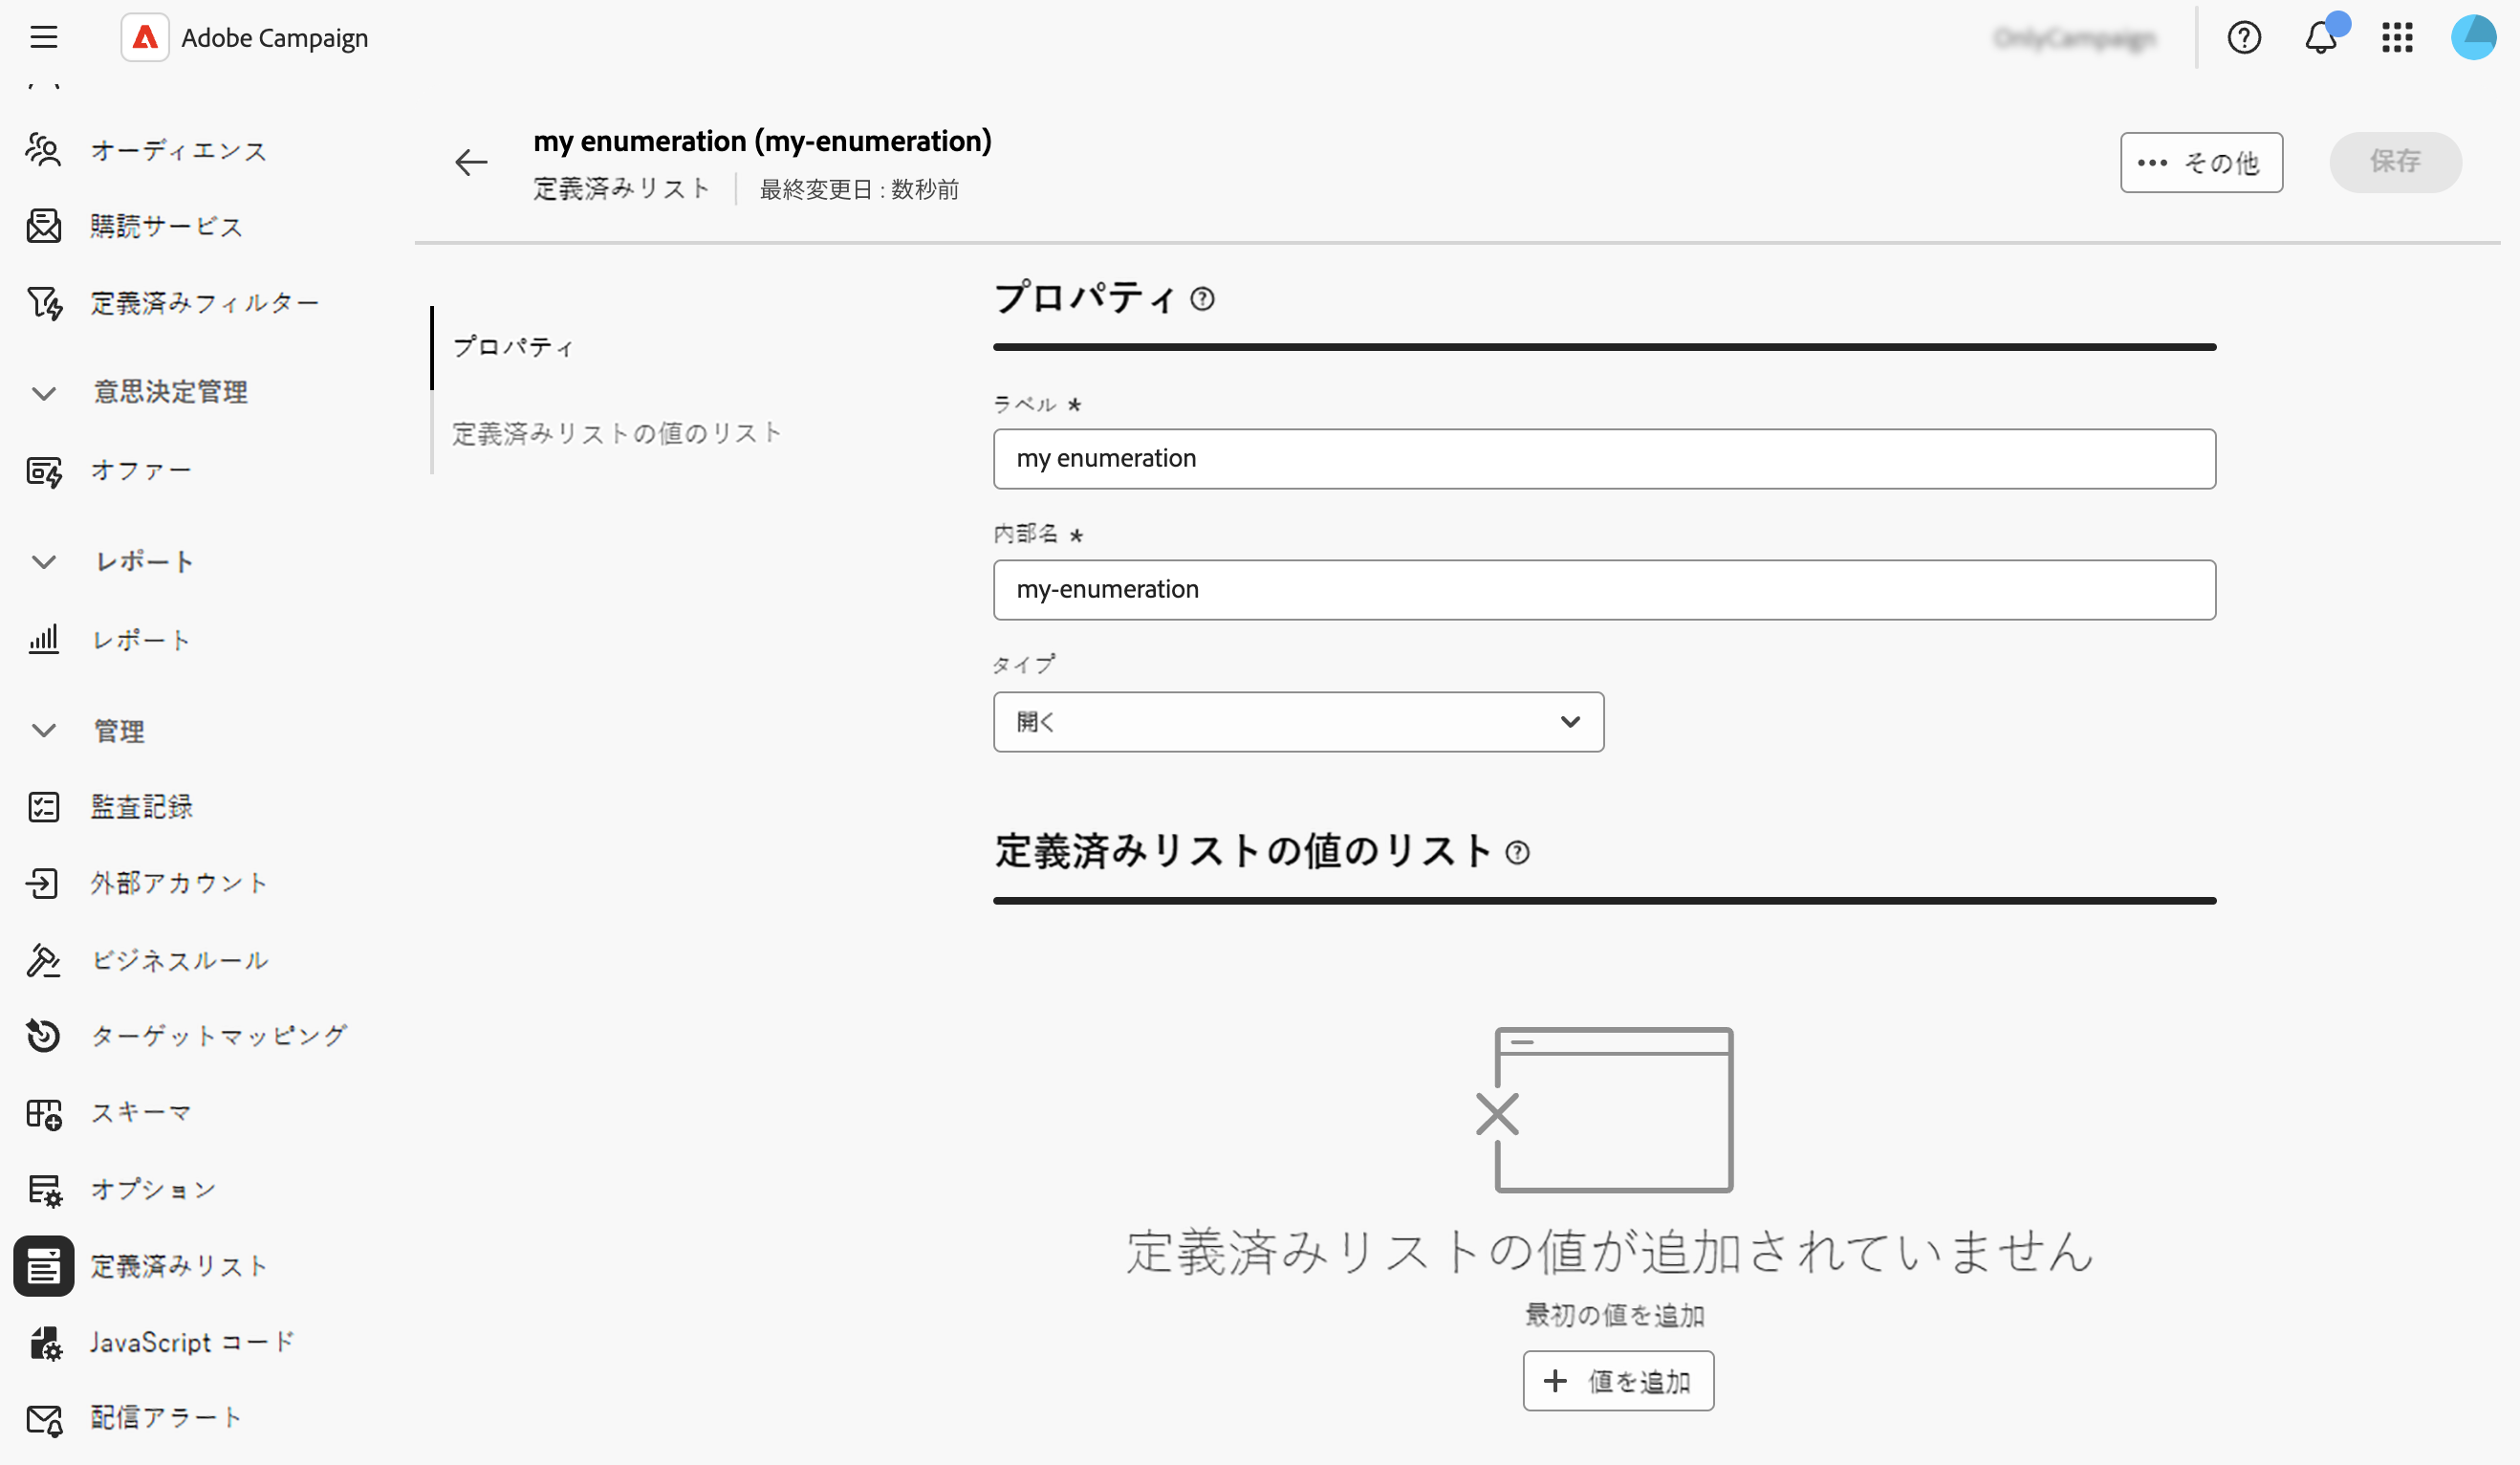 Adobe Campaign
オーディエンス
購読サービス
定義済みフィルター
意思決定管理
オファー
レポート
レポート
管理
監査記録
外部アカウント
ビジネスルール
ターゲットマッピング
スキーマ
オプション
定義済みリスト
JavaScript コード
配信アラート
my enumeration (my-enumeration)
定義済みリスト 最終変更日 : 数秒前
その他
保存
プロパティ
定義済みリストの値のリスト
プロパティ
ラベル *
my enumeration
内部名 *
my-enumeration
タイプ
開く
定義済みリストの値のリスト
定義済みリストの値が追加されていません
最初の値を追加
値を追加